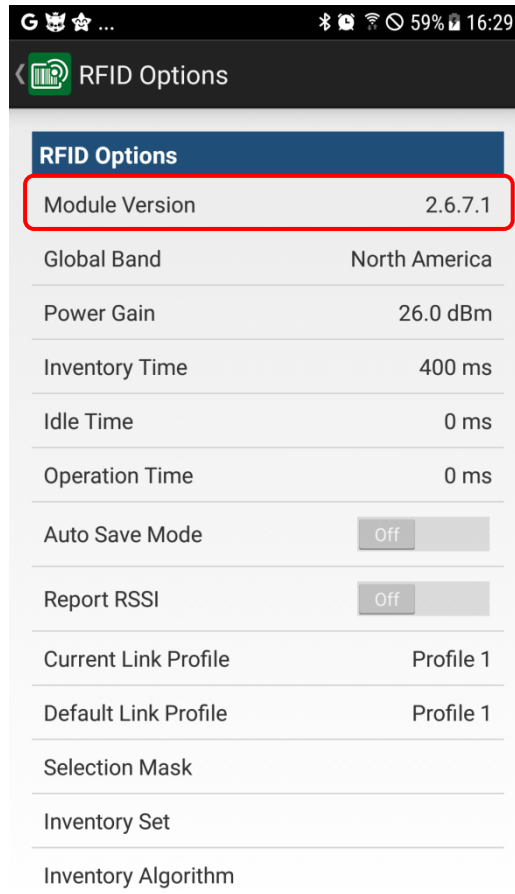 G ... 59% 16:29
RFID Options
RFID Options
Module Version 2.6.7.1
Global Band North America
Power Gain 26.0 dBm
Inventory Time 400 ms
Idle Time 0 ms
Operation Time 0 ms
Auto Save Mode Off
Report RSSI Off
Current Link Profile Profile 1
Default Link Profile Profile 1
Selection Mask
Inventory Set
Inventory Algorithm